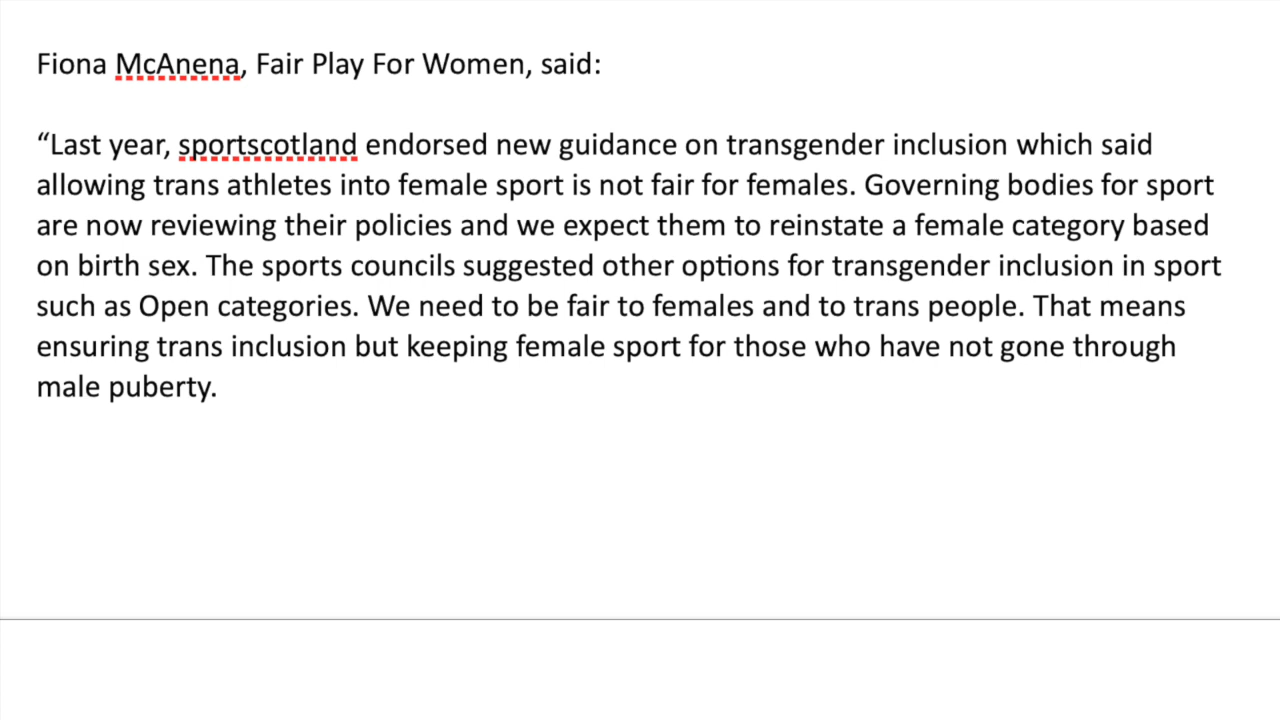 Fiona McAnena, Fair Play For Women, said:
“Last year, sportscotland endorsed new guidance on transgender inclusion which said
allowing trans athletes into female sport is not fair for females. Governing bodies for sport
are now reviewing their policies and we expect them to reinstate a female category based
on birth sex. The sports councils suggested other options for transgender inclusion in sport
such as Open categories. We need to be fair to females and to trans people. That means
ensuring trans inclusion but keeping female sport for those who have not gone through
male puberty.